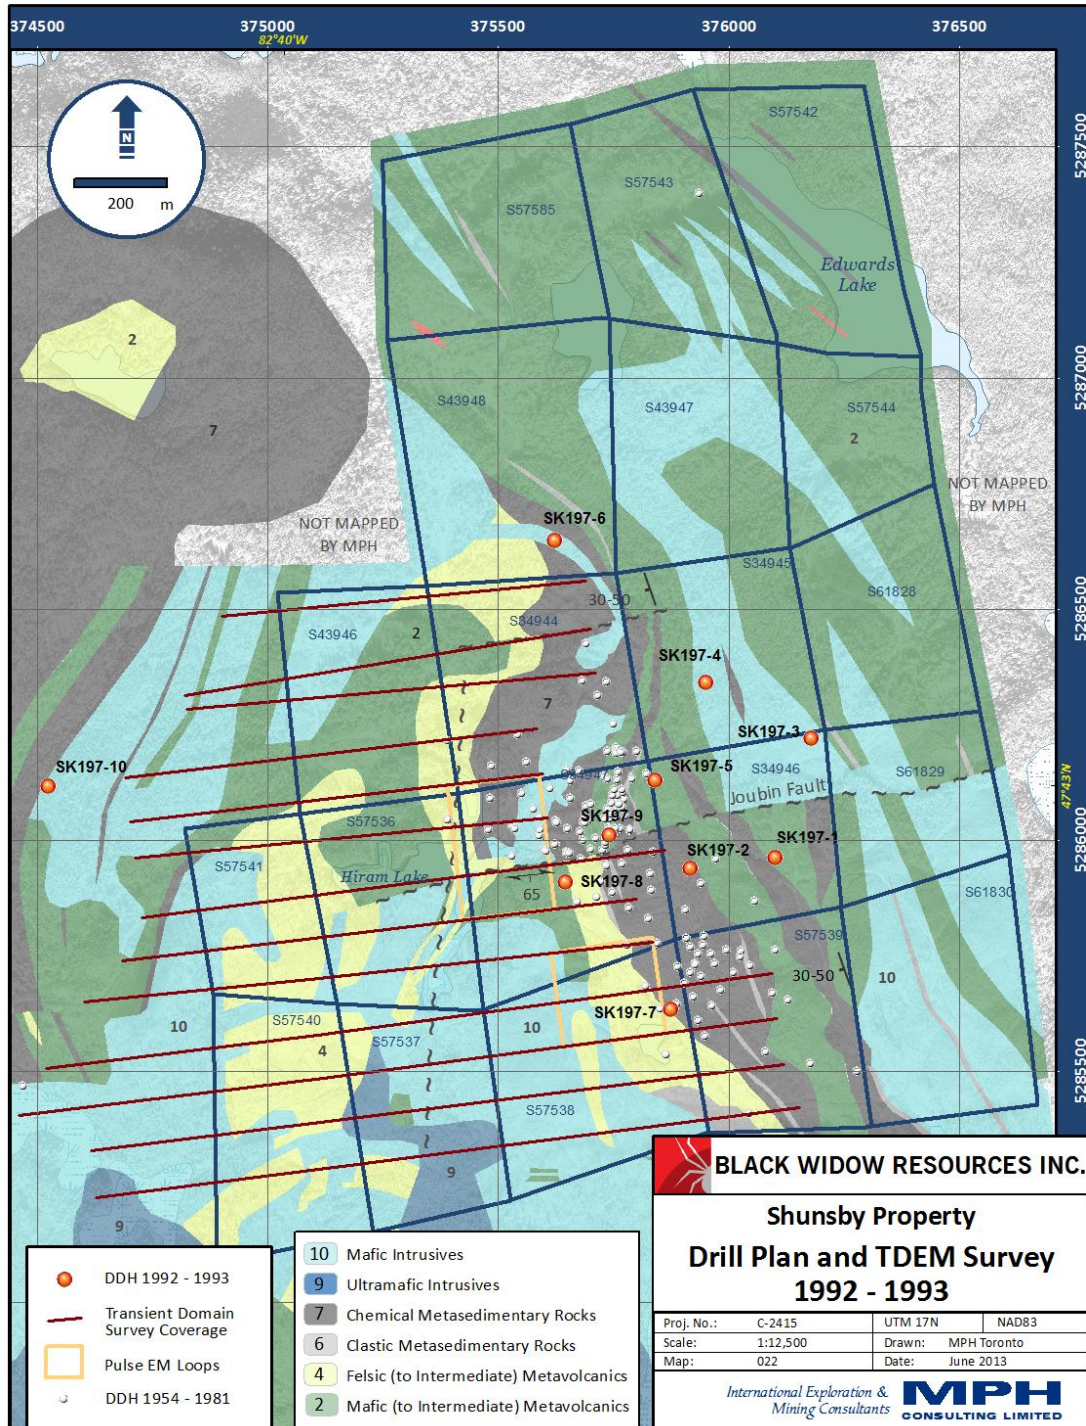 374500 375000 375500 376000 376500
82°40'W
N
200 m
S57542
S57543
S57585
5287500
Edwards
Lake
2
7
S43948
S43947
S57544
2
5287000
NOT MAPPED
BY MPH
NOT MAPPED
BY MPH
SK197-6
S34945
S61828
30-50
5286500
S43946
2
S34944
SK197-4
7
SK197-3
SK197-10
SK197-5
S34946
S61829
Joubin Fault
47°43'N
S57536
SK197-9
SK197-1
5286000
S57541
Hiram Lake
SK197-2
SK197-8
65
S61830
S57539
30-50
10
SK197-7
10
S57540
10
4
S57537
5285500
S57538
9
9
BLACK WIDOW RESOURCES INC.
Shunsby Property
Drill Plan and TDEM Survey
1992 - 1993
Proj. No.: C-2415 UTM 17N NAD83
Scale: 1:12,500 Drawn: MPH Toronto
Map: 022 Date: June 2013
International Exploration &
Mining Consultants
MPH
CONSULTING LIMITED
DDH 1992 - 1993
Transient Domain
Survey Coverage
Pulse EM Loops
DDH 1954 - 1981
10 Mafic Intrusives
9 Ultramafic Intrusives
7 Chemical Metasedimentary Rocks
6 Clastic Metasedimentary Rocks
4 Felsic (to Intermediate) Metavolcanics
2 Mafic (to Intermediate) Metavolcanics